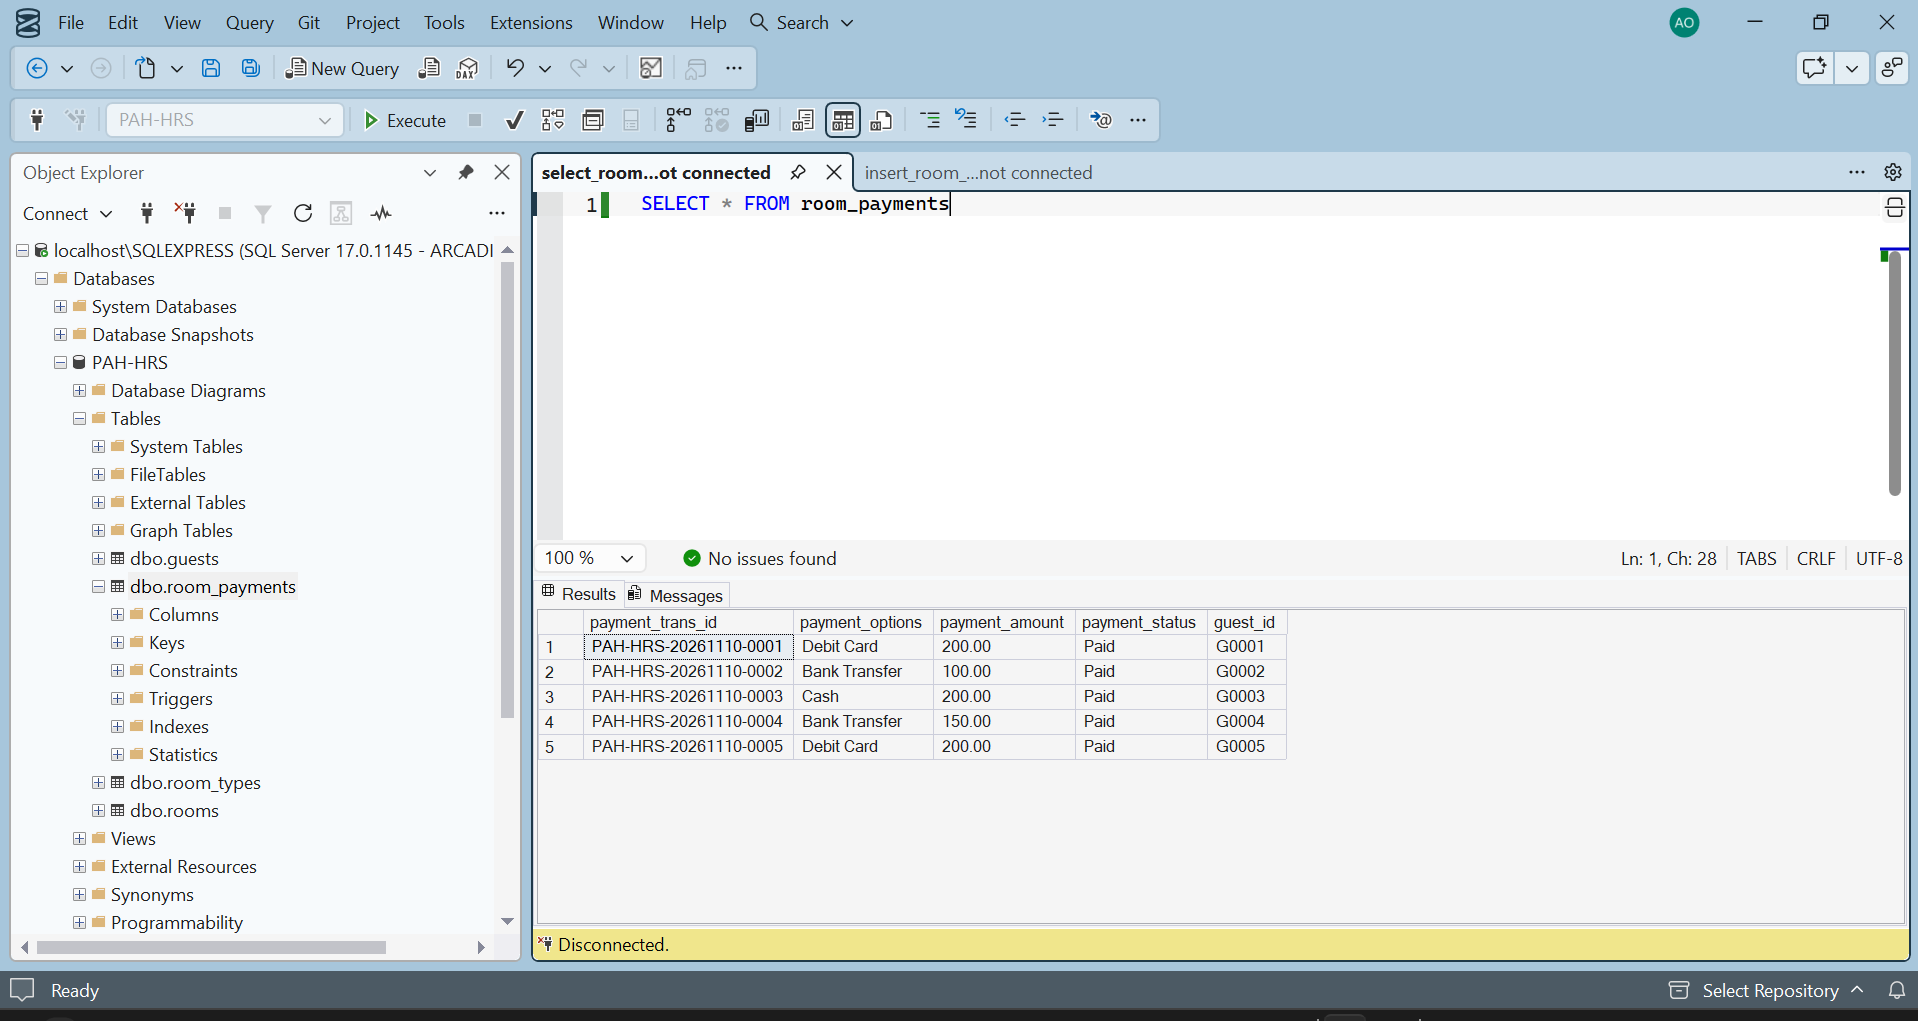 File Edit View Query Git Project Tools Extensions Window Help Search AO
New Query DAX
PAH-HRS Execute
Object Explorer
Connect
localhost\SQLEXPRESS (SQL Server 17.0.1145 - ARCADI
Databases
System Databases
Database Snapshots
PAH-HRS
Database Diagrams
Tables
System Tables
FileTables
External Tables
Graph Tables
dbo.guests
dbo.room_payments
Columns
Keys
Constraints
Triggers
Indexes
Statistics
dbo.room_types
dbo.rooms
Views
External Resources
Synonyms
Programmability
select_room...ot connected insert_room_...not connected
1 SELECT * FROM room_payments
100 % No issues found Ln: 1, Ch: 28 TABS CRLF UTF-8
Results Messages
payment_trans_id payment_options payment_amount payment_status guest_id
1 PAH-HRS-20261110-0001 Debit Card 200.00 Paid G0001
2 PAH-HRS-20261110-0002 Bank Transfer 100.00 Paid G0002
3 PAH-HRS-20261110-0003 Cash 200.00 Paid G0003
4 PAH-HRS-20261110-0004 Bank Transfer 150.00 Paid G0004
5 PAH-HRS-20261110-0005 Debit Card 200.00 Paid G0005
Disconnected.
Ready Select Repository